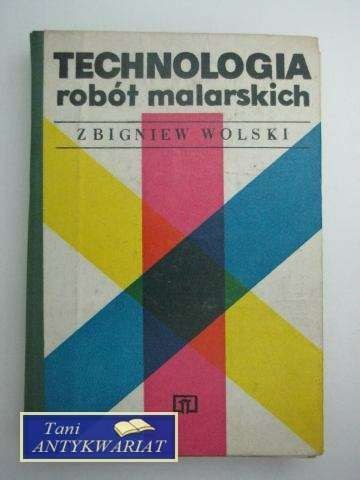 TECHNOLOGIA
robót malarskich
ZBIGNIEW WOLSKI
Tani
ANTYKWARIAT